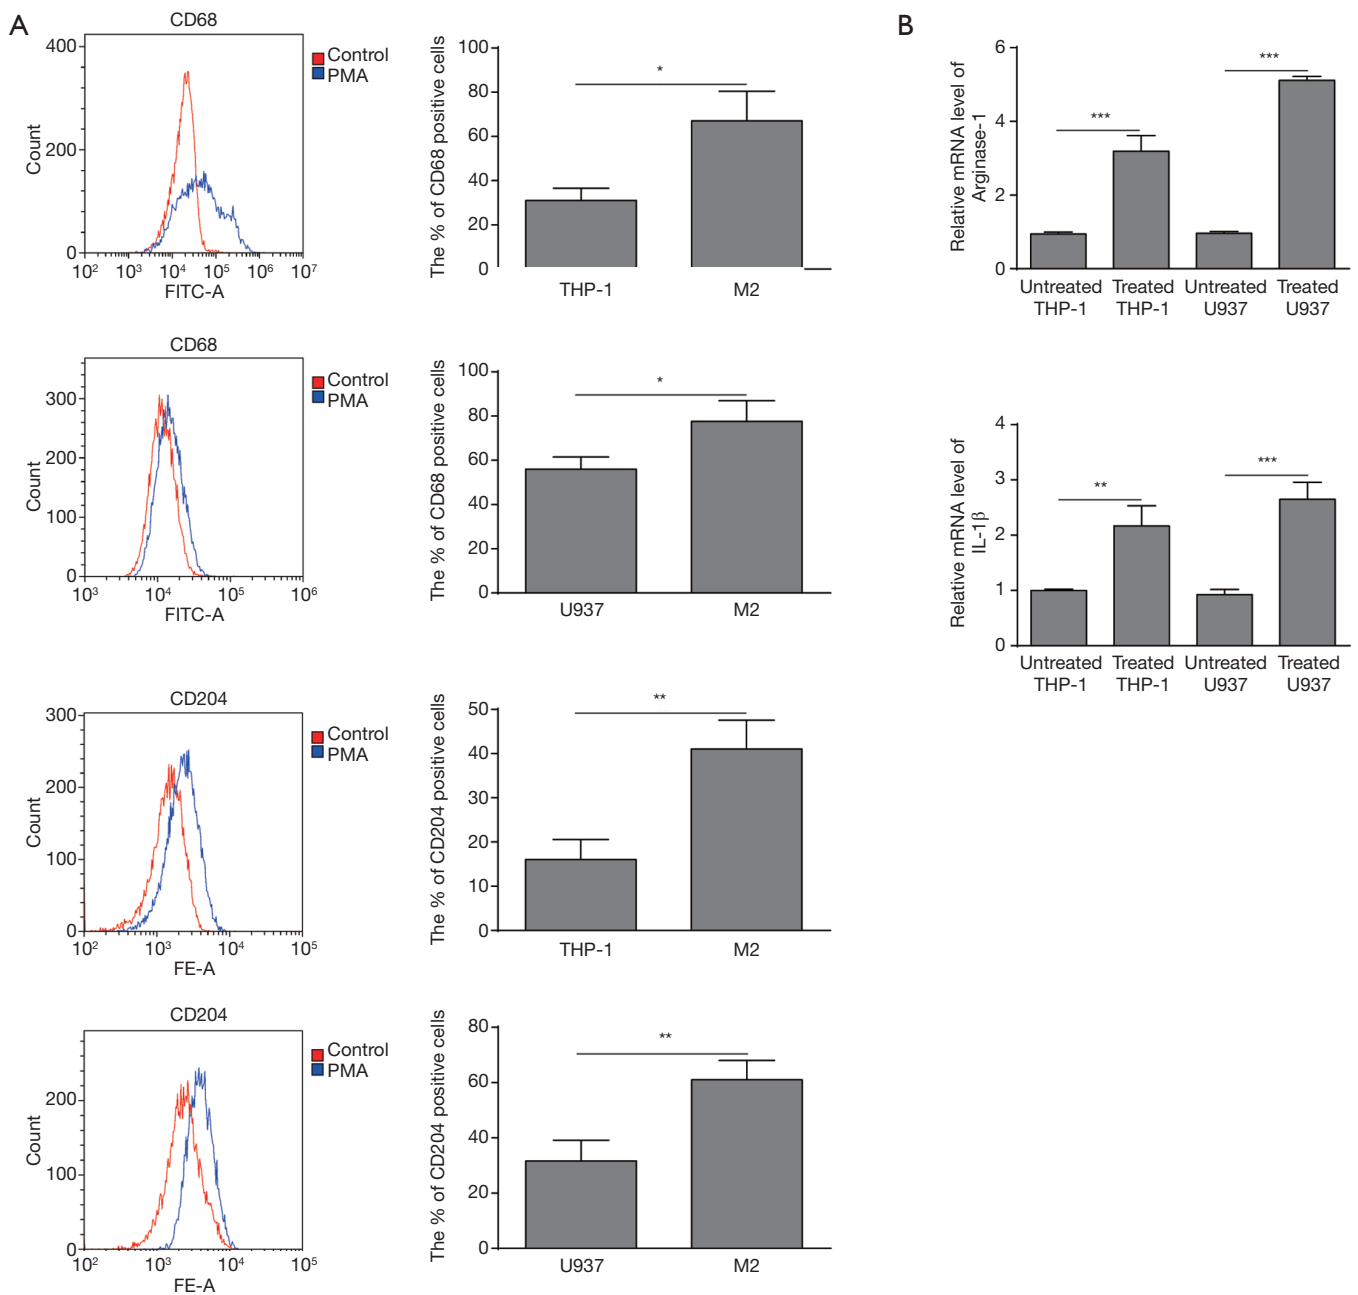 A
CD68
400
200
0
Count
10² 10³ 10⁴ 10⁵ 10⁶ 10⁷
FITC-A
Control
PMA
The % of CD68 positive cells
100
80
60
40
20
0
*
THP-1 M2
CD68
300
200
100
0
Count
10³ 10⁴ 10⁵ 10⁶
FITC-A
Control
PMA
The % of CD68 positive cells
100
80
60
40
20
0
*
U937 M2
CD204
300
200
100
0
Count
10² 10³ 10⁴ 10⁵
FE-A
Control
PMA
The % of CD204 positive cells
50
40
30
20
10
0
**
THP-1 M2
CD204
200
100
0
Count
10² 10³ 10⁴ 10⁵
FE-A
Control
PMA
The % of CD204 positive cells
80
60
40
20
0
**
U937 M2
B
Relative mRNA level of
Arginase-1
6
4
2
0
***
***
Untreated Treated Untreated Treated
THP-1 THP-1 U937 U937
Relative mRNA level of
IL-1β
4
3
2
1
0
**
***
Untreated Treated Untreated Treated
THP-1 THP-1 U937 U937